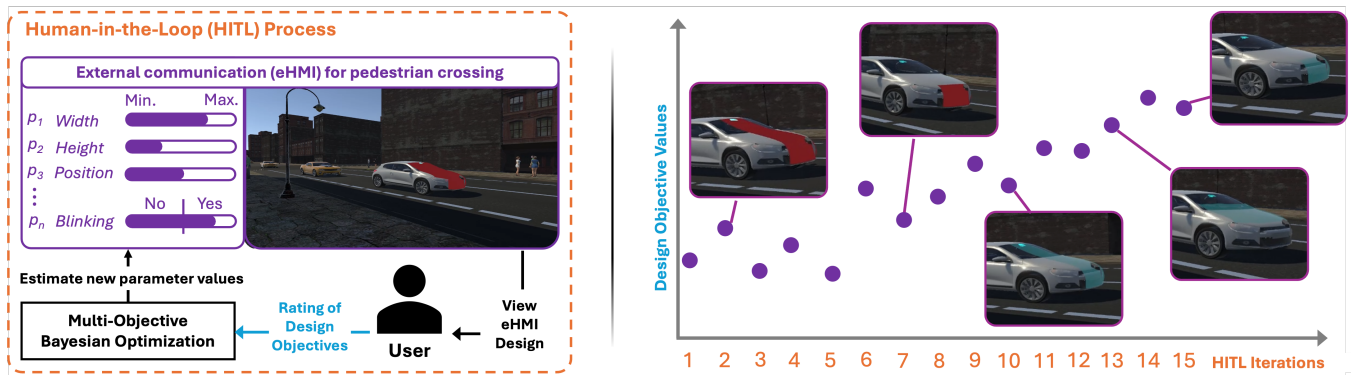 Human-in-the-Loop (HITL) Process
External communication (eHMI) for pedestrian crossing
Min. Max.
p1 Width
p2 Height
p3 Position
⋮
No Yes
pn Blinking
Estimate new parameter values
Multi-Objective
Bayesian Optimization
Rating of
Design
Objectives
User
View
eHMI
Design
Design Objective Values
1 2 3 4 5 6 7 8 9 10 11 12 13 14 15 HITL Iterations